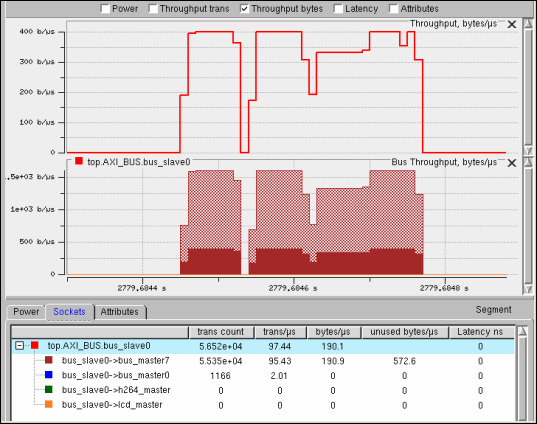 Power Throughput trans Throughput bytes Latency Attributes
Throughput, bytes/µs
400 b/µs
300 b/µs
200 b/µs
100 b/µs
0
top.AXI_BUS.bus_slave0 Bus Throughput, bytes/µs
.5e+03 b/µs
1e+03 b/µs
500 b/µs
0
2779.6844 s 2779.6846 s 2779.6848 s
Power Sockets Attributes Segment
trans count trans/µs bytes/µs unused bytes/µs Latency ns
top.AXI_BUS.bus_slave0 5.652e+04 97.44 190.1 0
bus_slave0->bus_master7 5.535e+04 95.43 190.9 572.6 0
bus_slave0->bus_master0 1166 2.01 0 0 0
bus_slave0->h264_master 0 0 0 0 0
bus_slave0->lcd_master 0 0 0 0 0